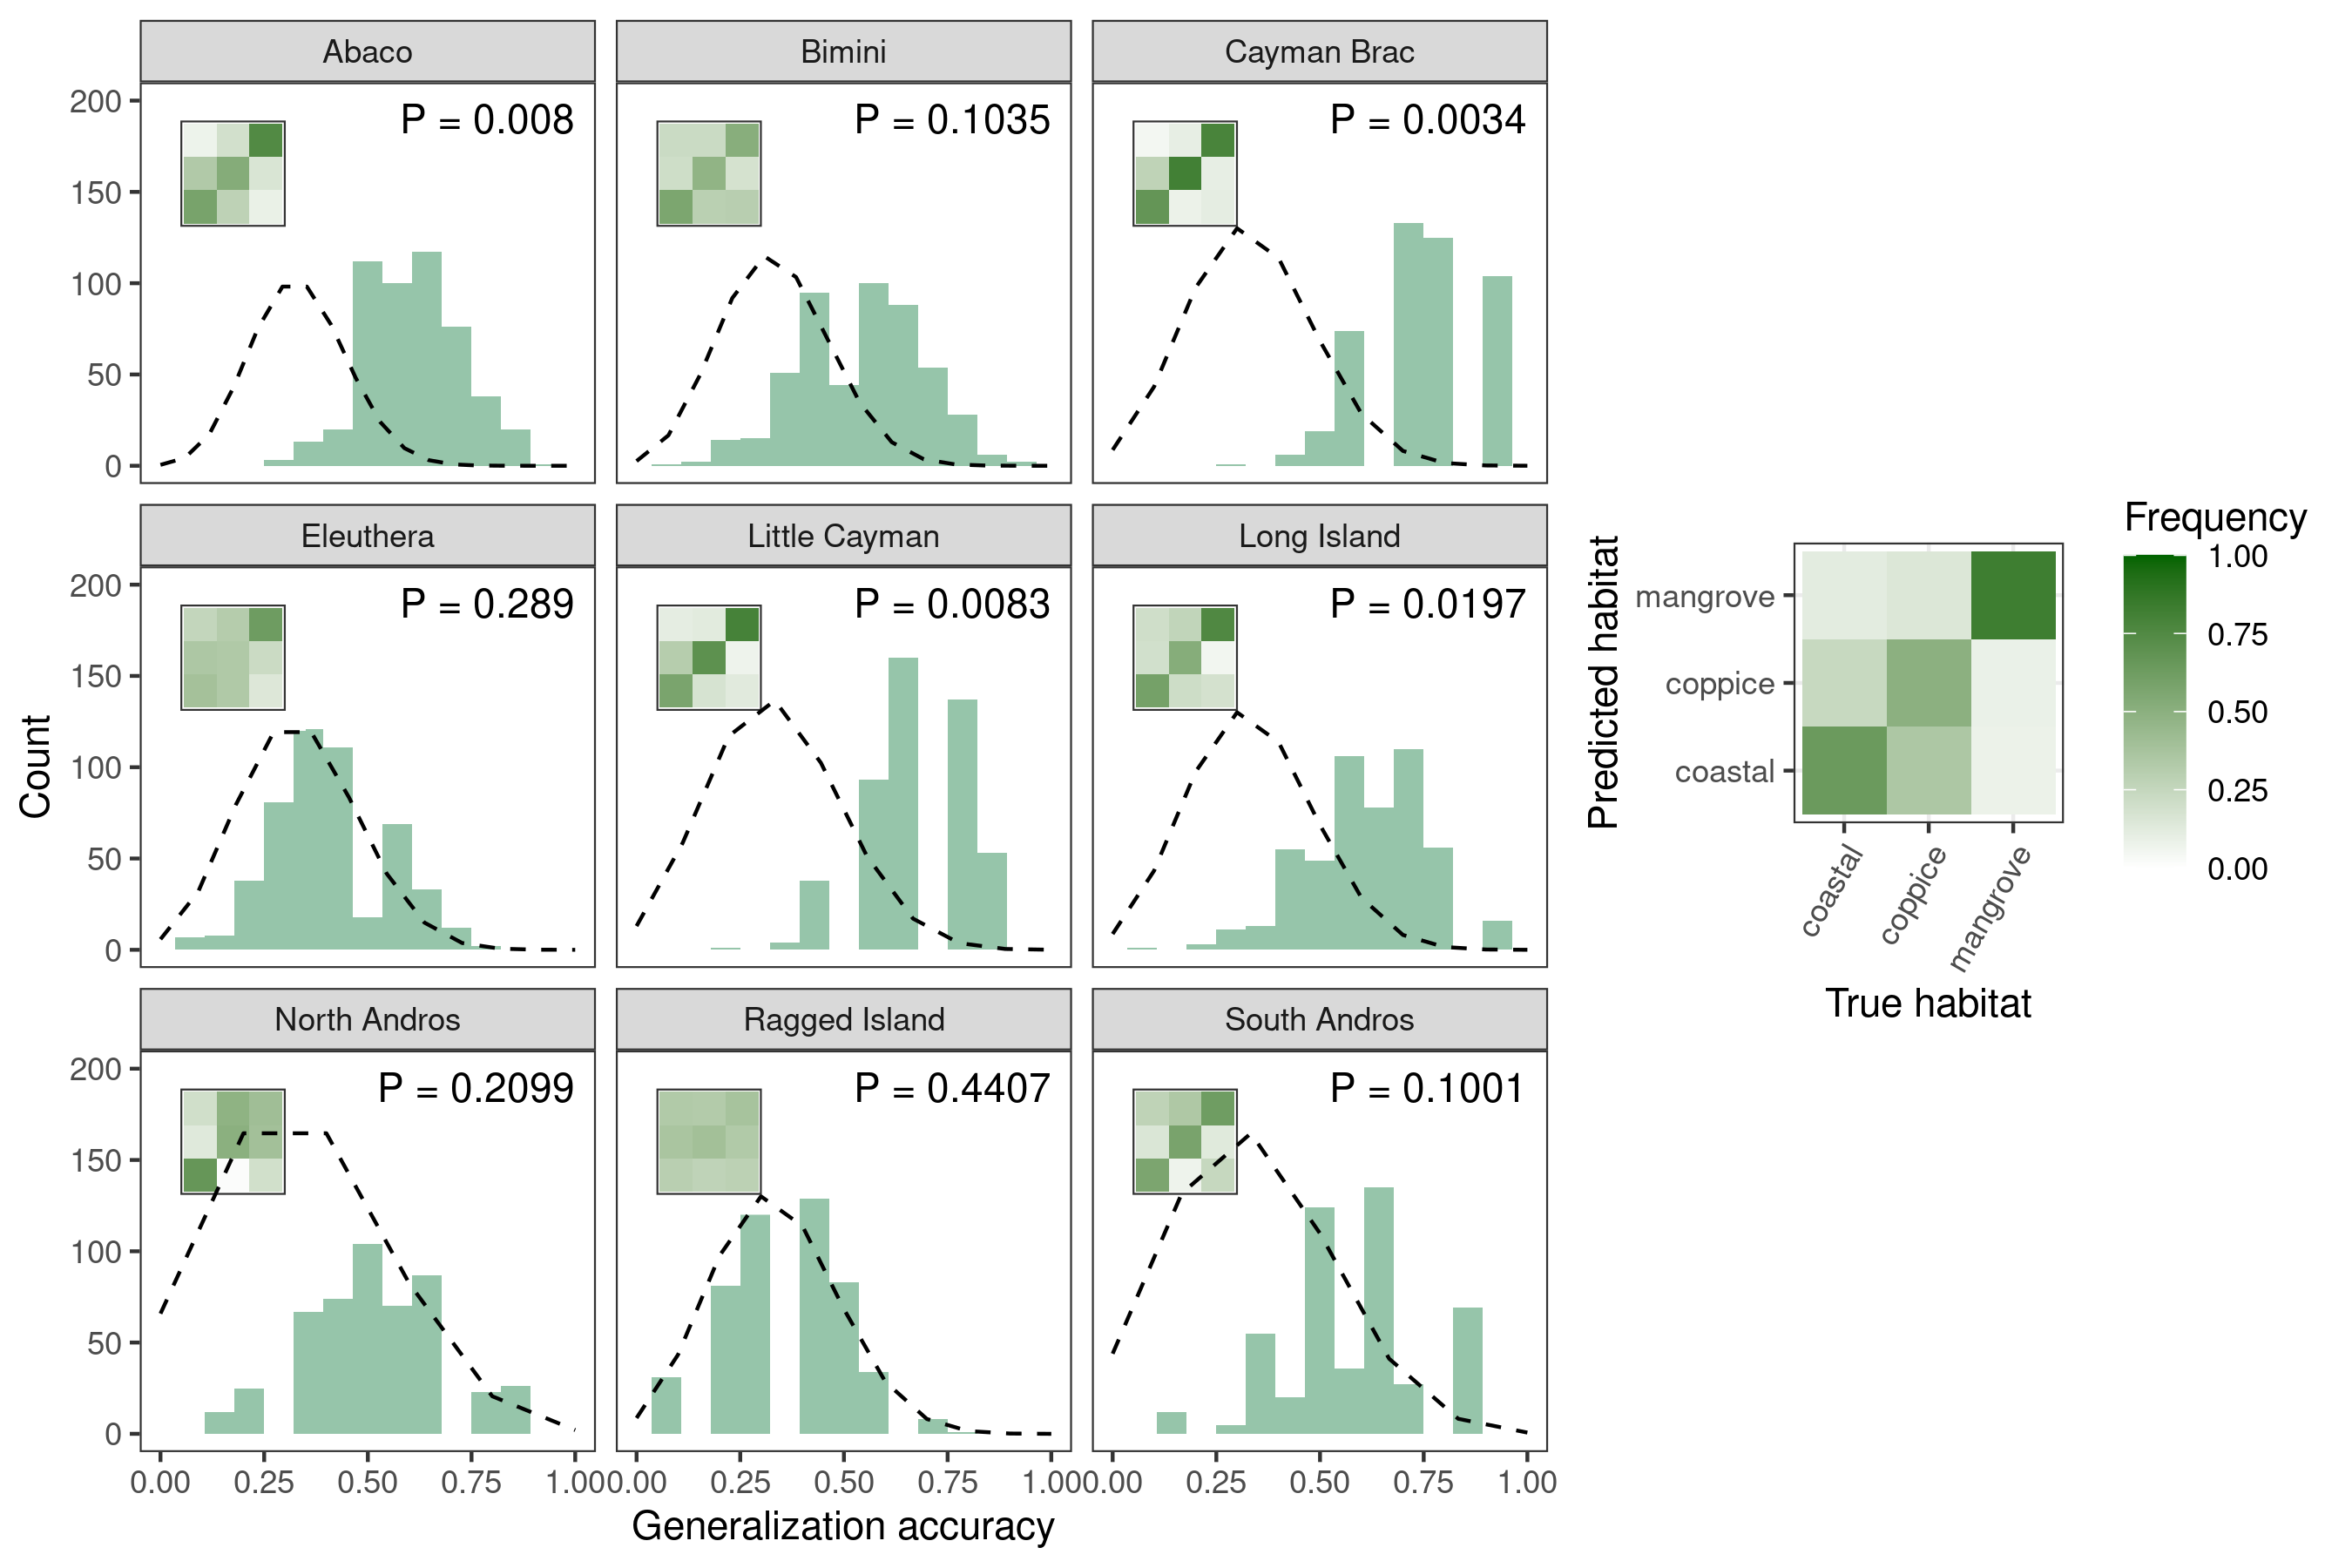 Abaco
Bimini
Cayman Brac
P = 0.008
P = 0.1035
P = 0.0034
200
150
100
50
0
Eleuthera
Little Cayman
Long Island
P = 0.289
P = 0.0083
P = 0.0197
200
150
100
50
0
North Andros
Ragged Island
South Andros
P = 0.2099
P = 0.4407
P = 0.1001
200
150
100
50
0
0.00 0.25 0.50 0.75 1.00
0.00 0.25 0.50 0.75 1.00
0.00 0.25 0.50 0.75 1.00
Count
Generalization accuracy
Predicted habitat
mangrove
coppice
coastal
coastal
coppice
mangrove
True habitat
Frequency
1.00
0.75
0.50
0.25
0.00